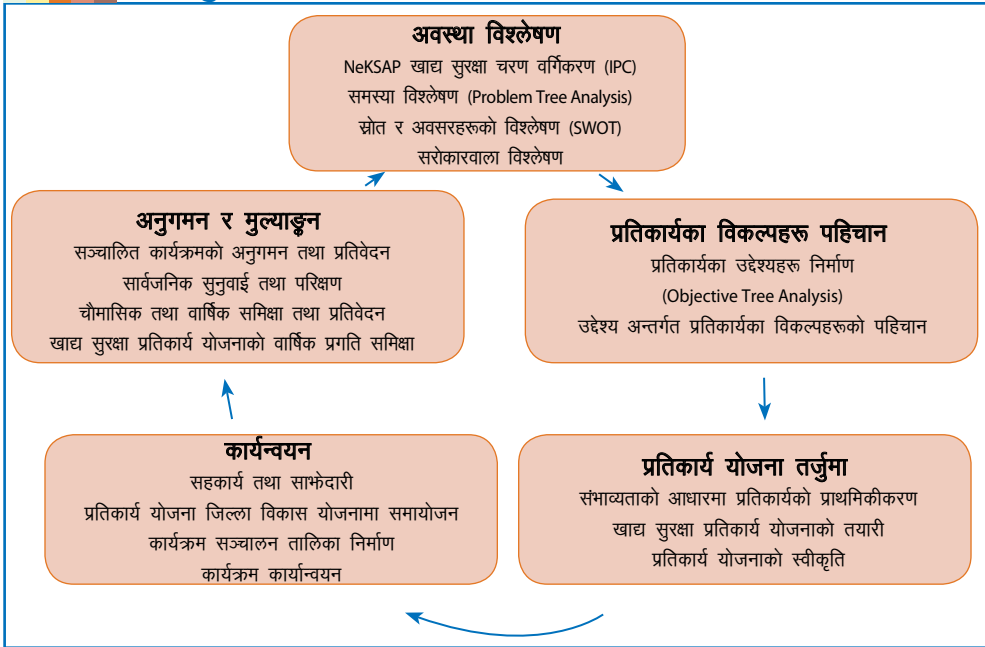 अवस्था विश्लेषण
NeKSAP खाद्य सुरक्षा चरण वर्गिकरण (IPC)
समस्या विश्लेषण (Problem Tree Analysis)
स्रोत र अवसरहरूको विश्लेषण (SWOT)
सरोकारवाला विश्लेषण
प्रतिकार्यका विकल्पहरू पहिचान
प्रतिकार्यका उद्देश्यहरू निर्माण
(Objective Tree Analysis)
उद्देश्य अन्तर्गत प्रतिकार्यका विकल्पहरूको पहिचान
प्रतिकार्य योजना तर्जुमा
संभाव्यताको आधारमा प्रतिकार्यको प्राथमिकीकरण
खाद्य सुरक्षा प्रतिकार्य योजनाको तयारी
प्रतिकार्य योजनाको स्वीकृति
कार्यन्वयन
सहकार्य तथा साझेदारी
प्रतिकार्य योजना जिल्ला विकास योजनामा समायोजन
कार्यक्रम सञ्चालन तालिका निर्माण
कार्यक्रम कार्यान्वयन
अनुगमन र मुल्याङ्कन
सञ्चालित कार्यक्रमको अनुगमन तथा प्रतिवेदन
सार्वजनिक सुनुवाई तथा परिक्षण
चौमासिक तथा वार्षिक समिक्षा तथा प्रतिवेदन
खाद्य सुरक्षा प्रतिकार्य योजनाको वार्षिक प्रगति समिक्षा